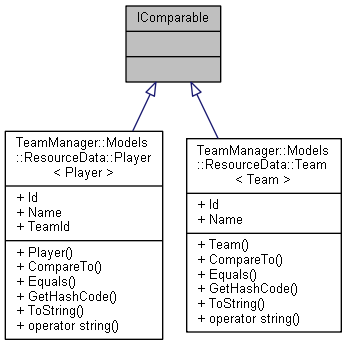 IComparable
TeamManager::Models
::ResourceData::Player
< Player >
+ Id
+ Name
+ TeamId
+ Player()
+ CompareTo()
+ Equals()
+ GetHashCode()
+ ToString()
+ operator string()
TeamManager::Models
::ResourceData::Team
< Team >
+ Id
+ Name
+ Team()
+ CompareTo()
+ Equals()
+ GetHashCode()
+ ToString()
+ operator string()